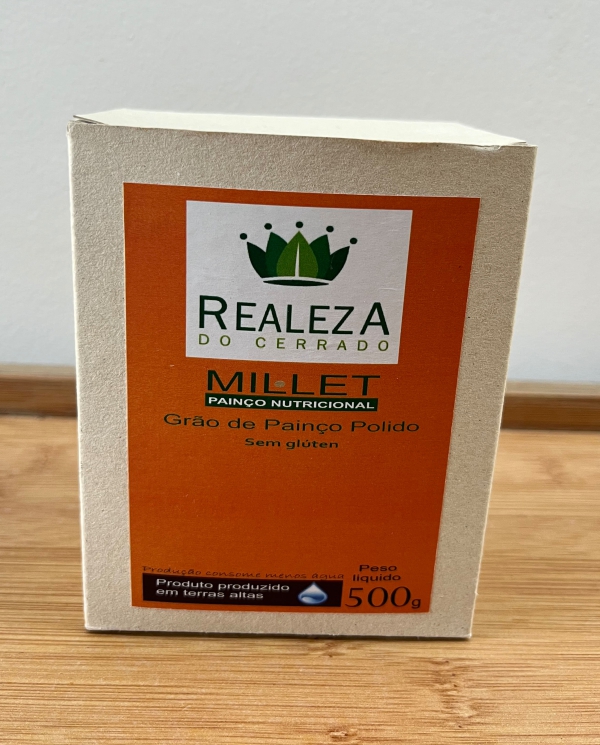 REALEZA
DO CERRADO
MILLET
PAINÇO NUTRICIONAL
Grão de Painço Polido
Sem glúten
Produção consome menos água
Produto produzido
em terras altas
Peso
líquido
500g